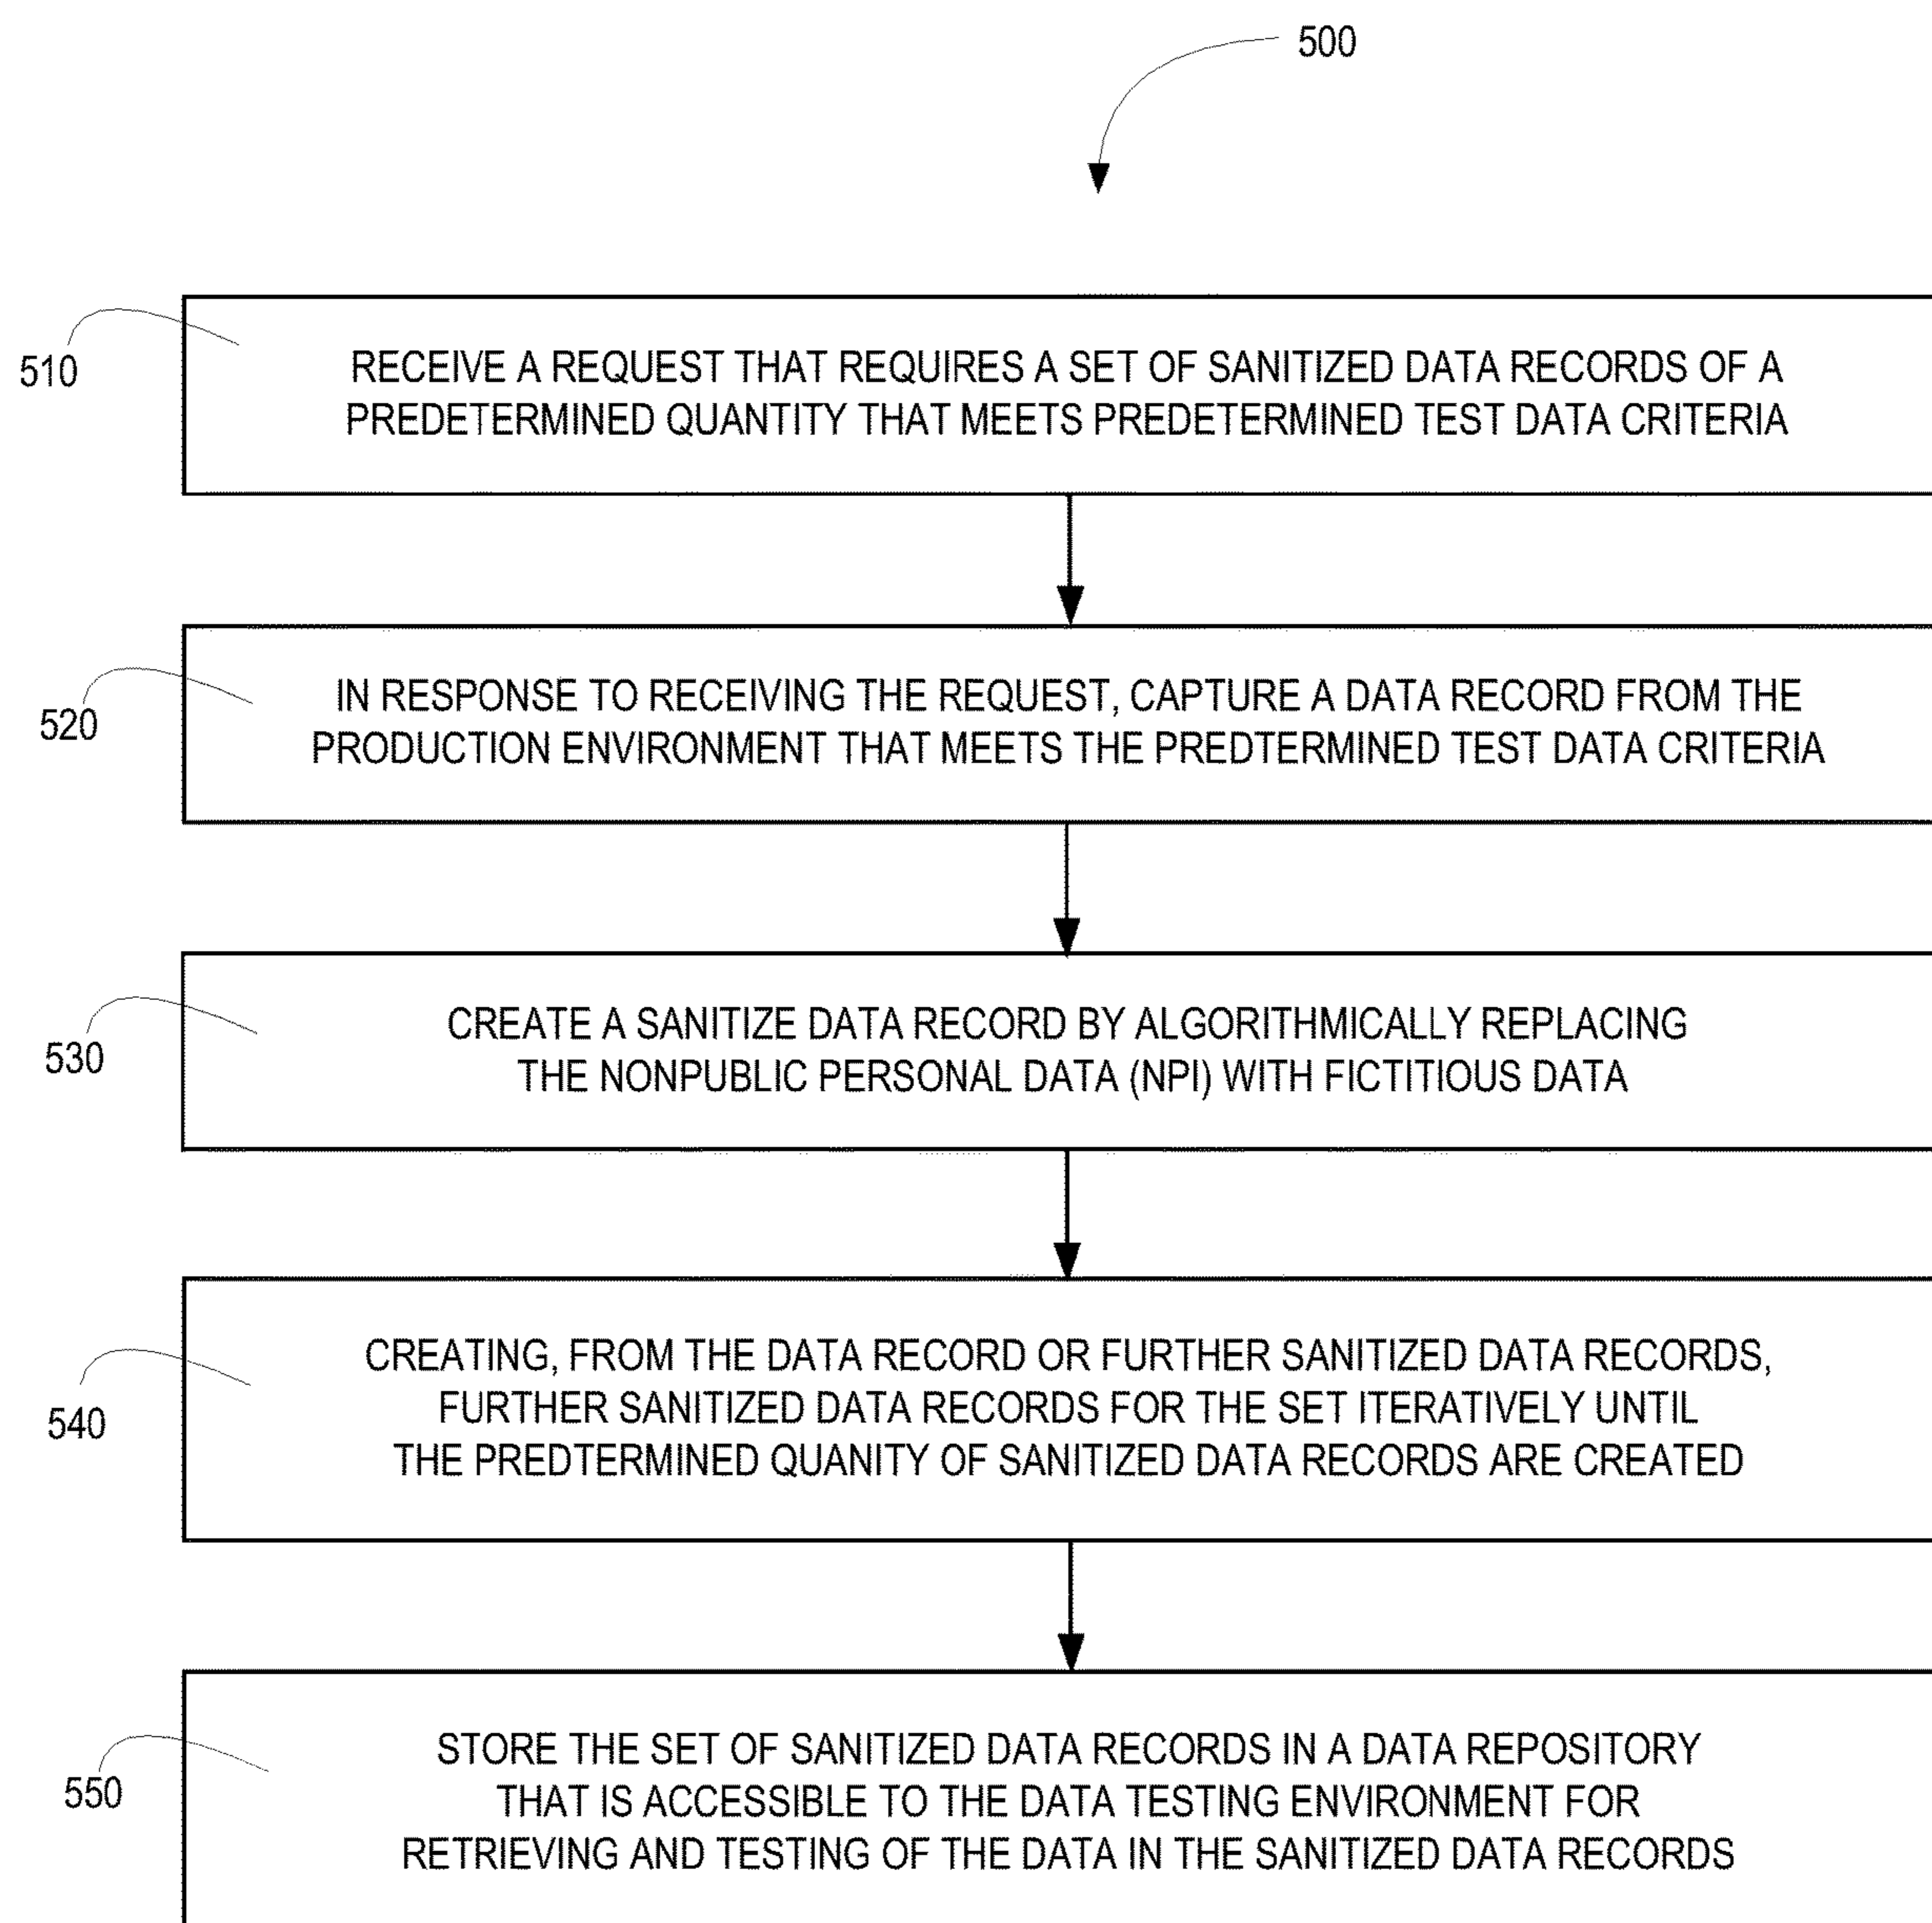 500
510
RECEIVE A REQUEST THAT REQUIRES A SET OF SANITIZED DATA RECORDS OF A
PREDETERMINED QUANTITY THAT MEETS PREDETERMINED TEST DATA CRITERIA
520
IN RESPONSE TO RECEIVING THE REQUEST, CAPTURE A DATA RECORD FROM THE
PRODUCTION ENVIRONMENT THAT MEETS THE PREDTERMINED TEST DATA CRITERIA
530
CREATE A SANITIZE DATA RECORD BY ALGORITHMICALLY REPLACING
THE NONPUBLIC PERSONAL DATA (NPI) WITH FICTITIOUS DATA
540
CREATING, FROM THE DATA RECORD OR FURTHER SANITIZED DATA RECORDS,
FURTHER SANITIZED DATA RECORDS FOR THE SET ITERATIVELY UNTIL
THE PREDTERMINED QUANITY OF SANITIZED DATA RECORDS ARE CREATED
550
STORE THE SET OF SANITIZED DATA RECORDS IN A DATA REPOSITORY
THAT IS ACCESSIBLE TO THE DATA TESTING ENVIRONMENT FOR
RETRIEVING AND TESTING OF THE DATA IN THE SANITIZED DATA RECORDS